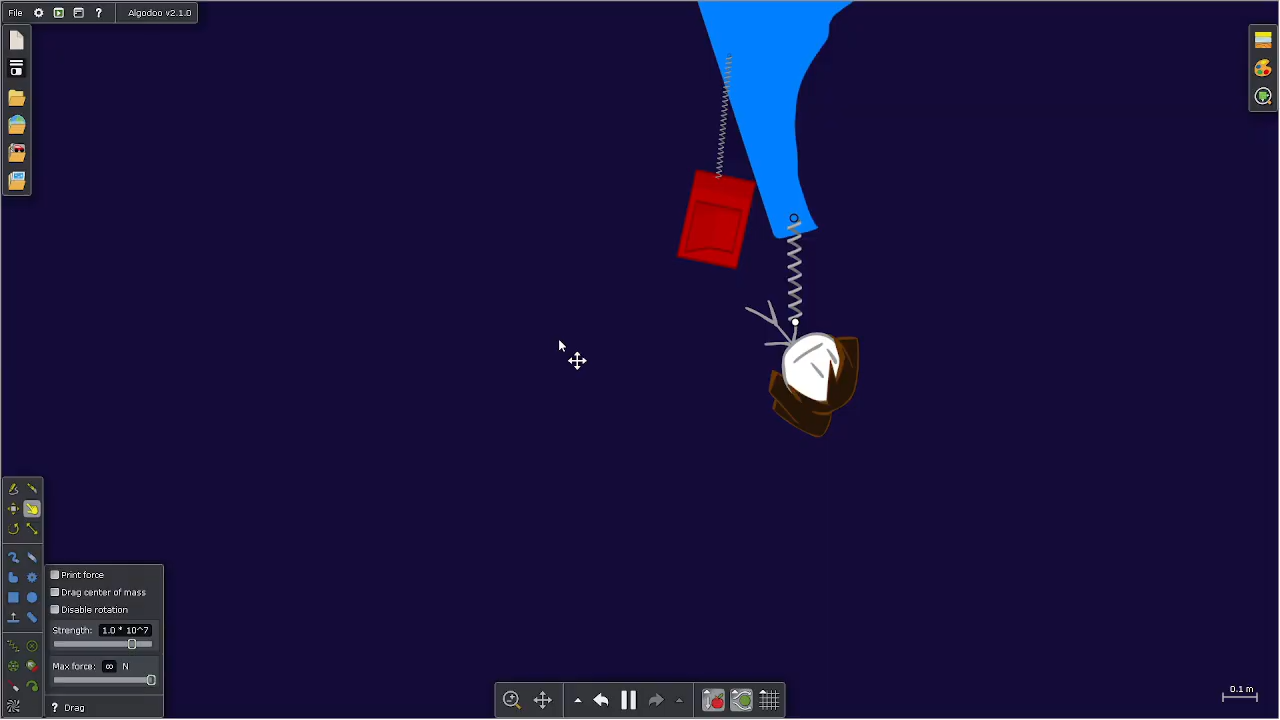 File ? Algodoo v2.1.0
Print force
Drag center of mass
Disable rotation
Strength: 1.0 * 10^7
Max force: ∞ N
? Drag
0.1 m